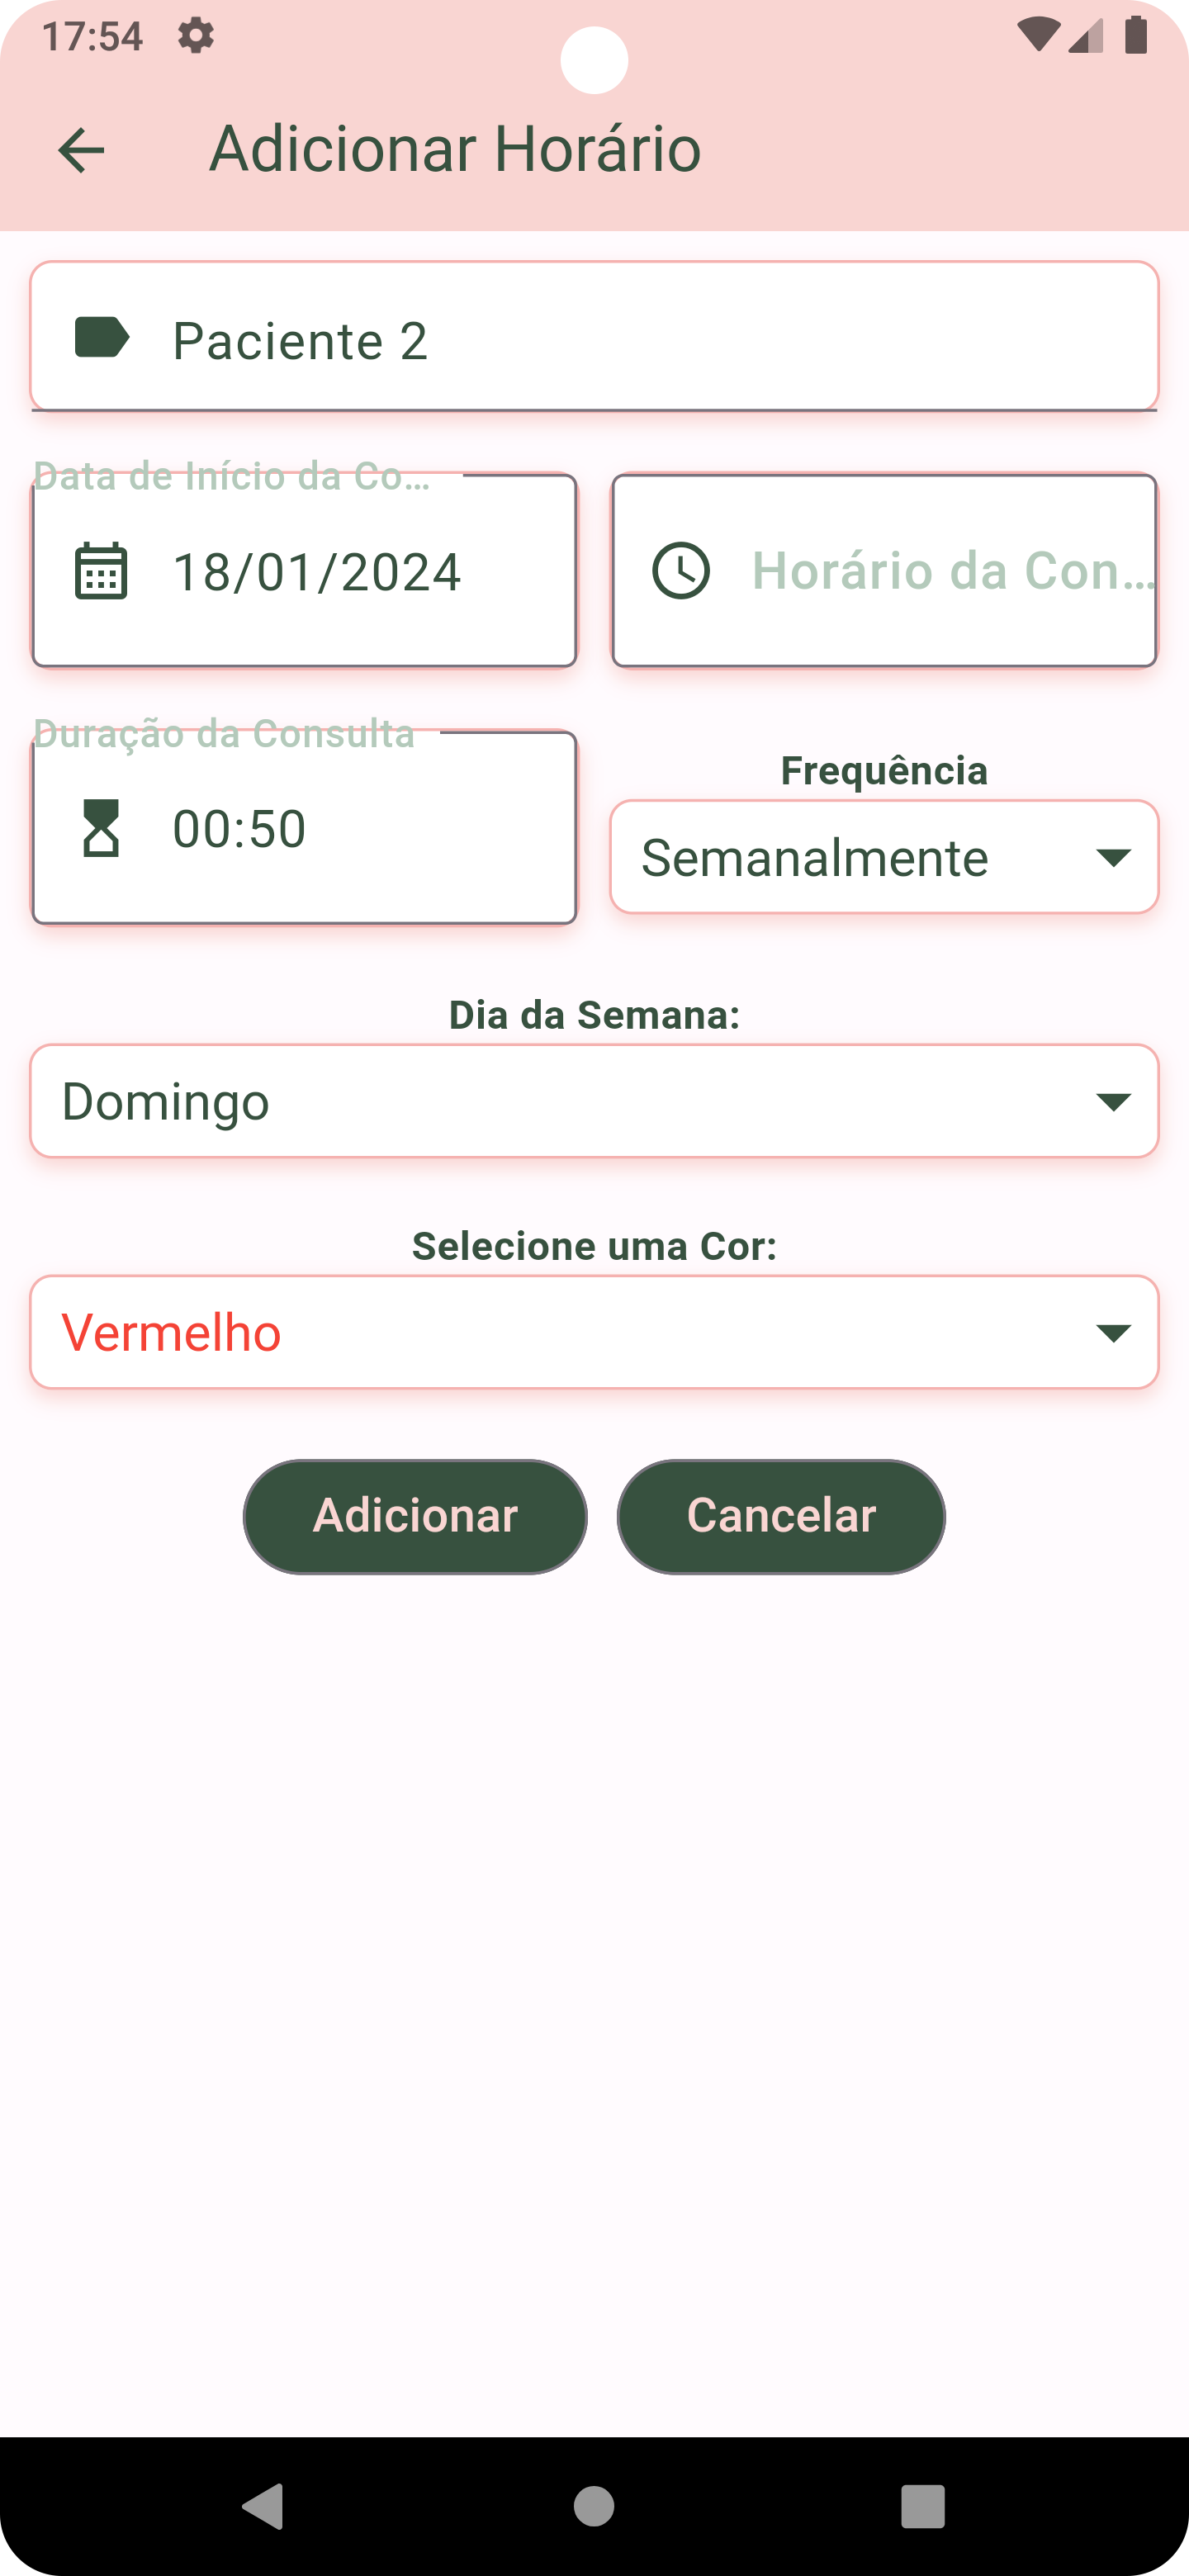 17:54
Adicionar Horário
Paciente 2
Data de Início da Co...
18/01/2024
Horário da Con...
Duração da Consulta
00:50
Frequência
Semanalmente
Dia da Semana:
Domingo
Selecione uma Cor:
Vermelho
Adicionar
Cancelar